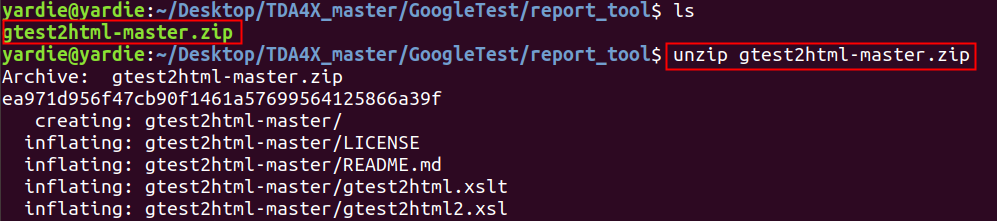 yardie@yardie:~/Desktop/TDA4X_master/GoogleTest/report_tool$ ls
gtest2html-master.zip
yardie@yardie:~/Desktop/TDA4X_master/GoogleTest/report_tool$ unzip gtest2html-master.zip
Archive:  gtest2html-master.zip
ea971d956f47cb90f1461a57699564125866a39f
   creating: gtest2html-master/
  inflating: gtest2html-master/LICENSE
  inflating: gtest2html-master/README.md
  inflating: gtest2html-master/gtest2html.xslt
  inflating: gtest2html-master/gtest2html2.xsl